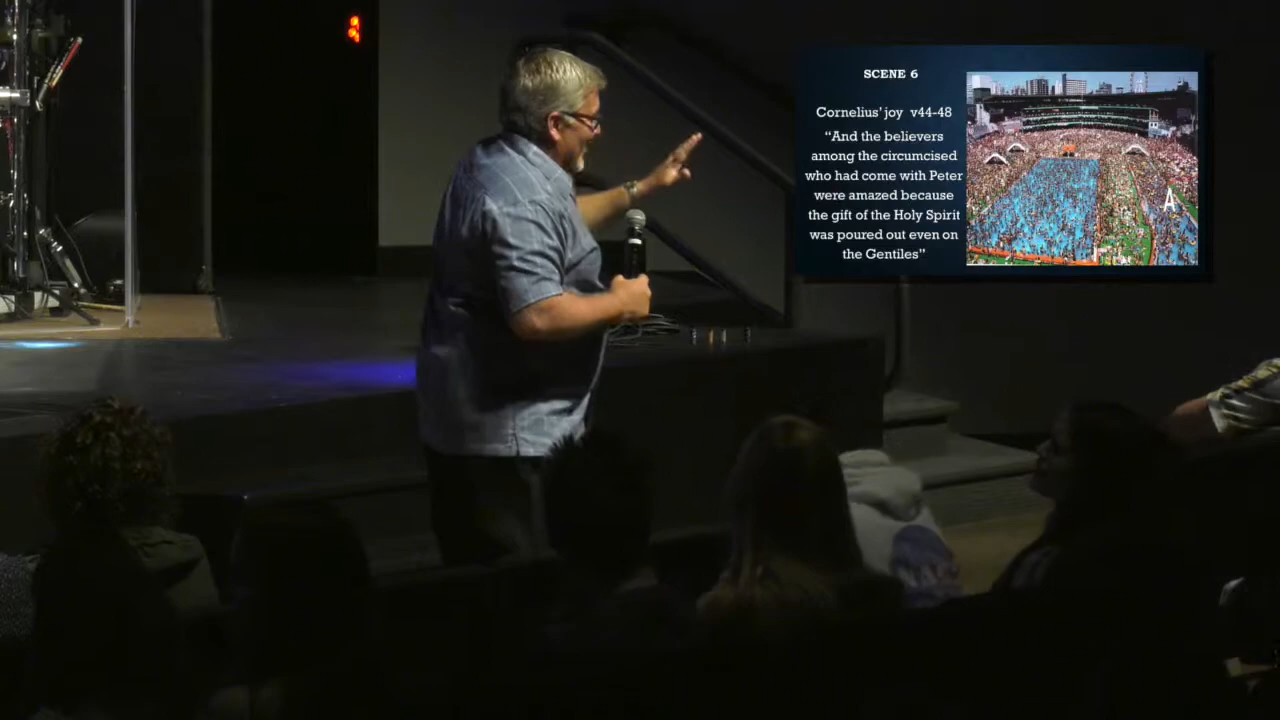 SCENE 6
Cornelius' joy v44-48
“And the believers
among the circumcised
who had come with Peter
were amazed because
the gift of the Holy Spirit
was poured out even on
the Gentiles”